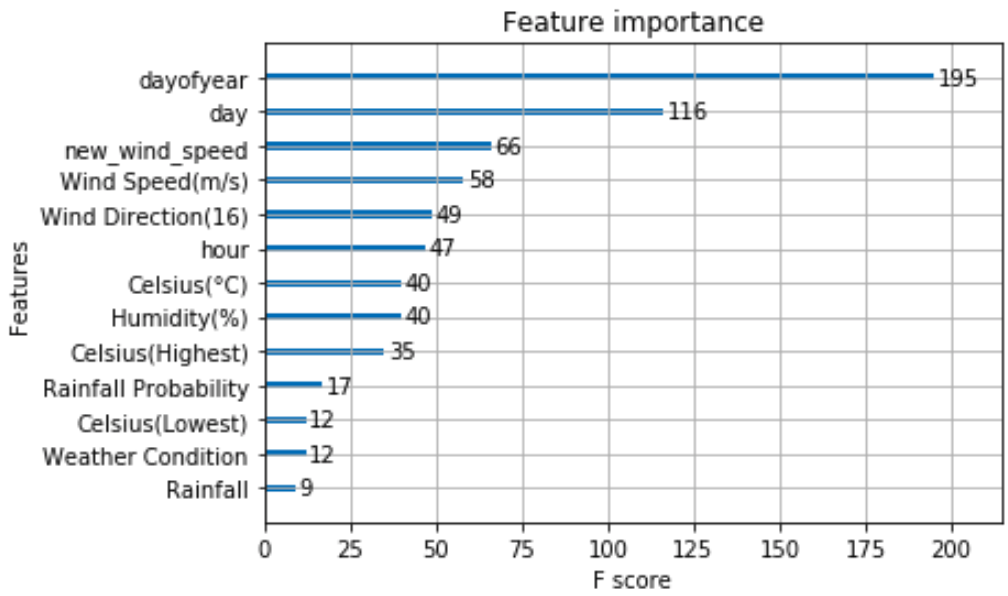 Feature importance
dayofyear 195
day 116
new_wind_speed 66
Wind Speed(m/s) 58
Wind Direction(16) 49
hour 47
Celsius(°C) 40
Humidity(%) 40
Celsius(Highest) 35
Rainfall Probability 17
Celsius(Lowest) 12
Weather Condition 12
Rainfall 9
Features
0 25 50 75 100 125 150 175 200
F score